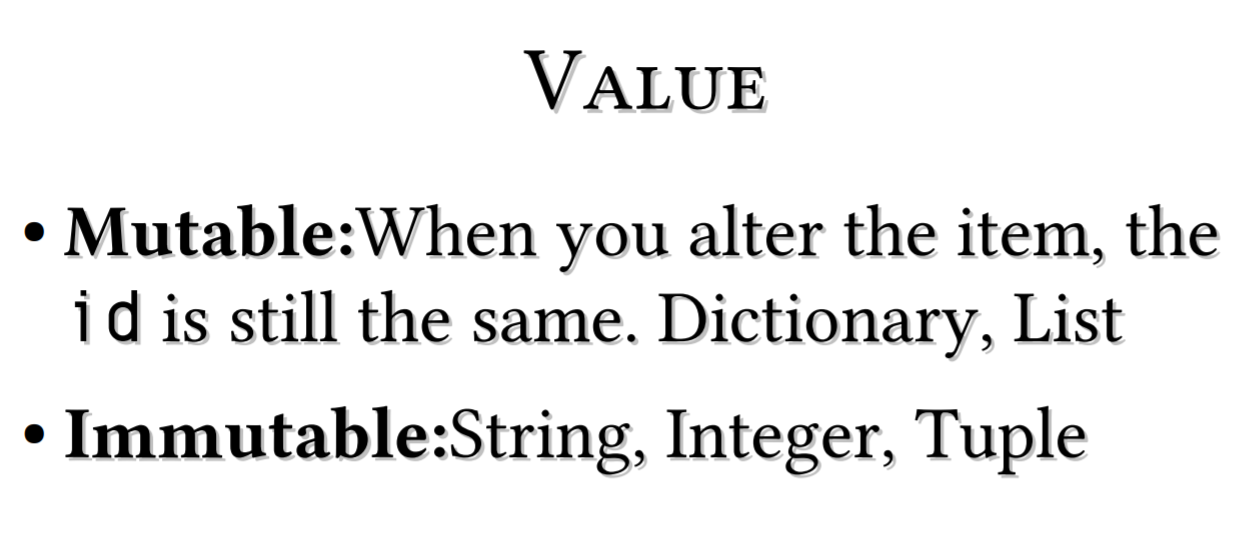 VALUE
• Mutable:When you alter the item, the
id is still the same. Dictionary, List
• Immutable:String, Integer, Tuple